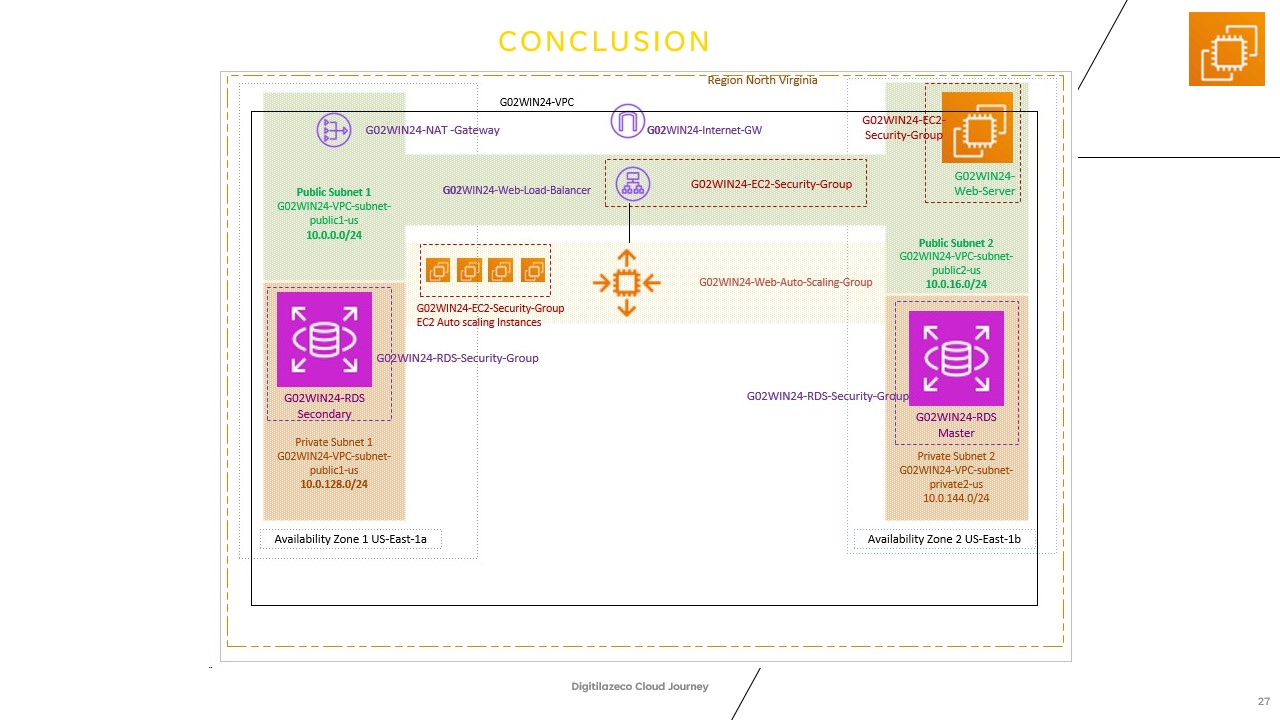 CONCLUSION
Region North Virginia
G02WIN24-VPC
G02WIN24-NAT -Gateway
G02WIN24-Internet-GW
G02WIN24-EC2-
Security-Group
G02WIN24-
Web-Server
Public Subnet 1
G02WIN24-VPC-subnet-
public1-us
10.0.0.0/24
G02WIN24-Web-Load-Balancer
G02WIN24-EC2-Security-Group
Public Subnet 2
G02WIN24-VPC-subnet-
public2-us
10.0.16.0/24
G02WIN24-Web-Auto-Scaling-Group
G02WIN24-EC2-Security-Group
EC2 Auto scaling Instances
G02WIN24-RDS-Security-Group
G02WIN24-RDS
Secondary
G02WIN24-RDS-Security-Group
G02WIN24-RDS
Master
Private Subnet 1
G02WIN24-VPC-subnet-
public1-us
10.0.128.0/24
Private Subnet 2
G02WIN24-VPC-subnet-
private2-us
10.0.144.0/24
Availability Zone 1 US-East-1a
Availability Zone 2 US-East-1b
Digitilazeco Cloud Journey
27